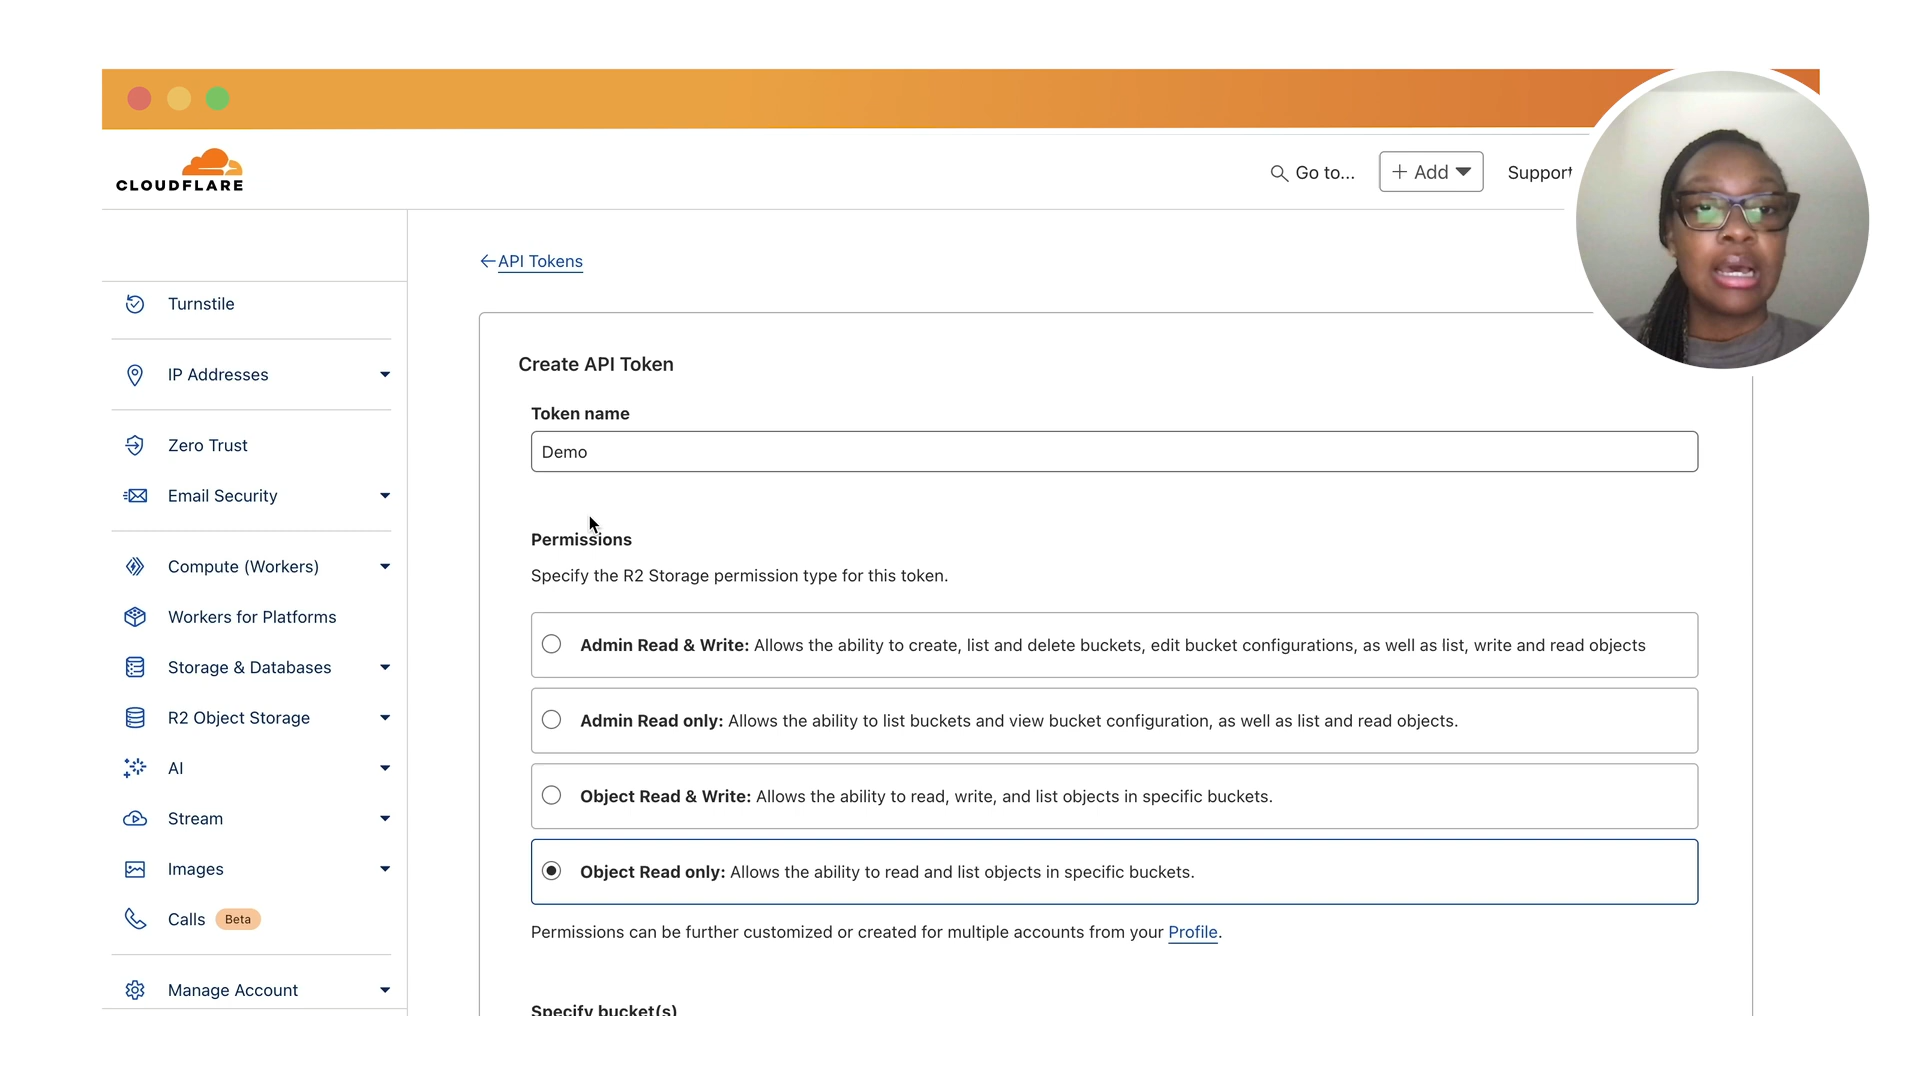 CLOUDFLARE
Go to...
Add
Support
Turnstile
IP Addresses
Zero Trust
Email Security
Compute (Workers)
Workers for Platforms
Storage & Databases
R2 Object Storage
AI
Stream
Images
Calls Beta
Manage Account
API Tokens
Create API Token
Token name
Demo
Permissions
Specify the R2 Storage permission type for this token.
Admin Read & Write: Allows the ability to create, list and delete buckets, edit bucket configurations, as well as list, write and read objects
Admin Read only: Allows the ability to list buckets and view bucket configuration, as well as list and read objects.
Object Read & Write: Allows the ability to read, write, and list objects in specific buckets.
Object Read only: Allows the ability to read and list objects in specific buckets.
Permissions can be further customized or created for multiple accounts from your Profile.
Specify bucket(s)